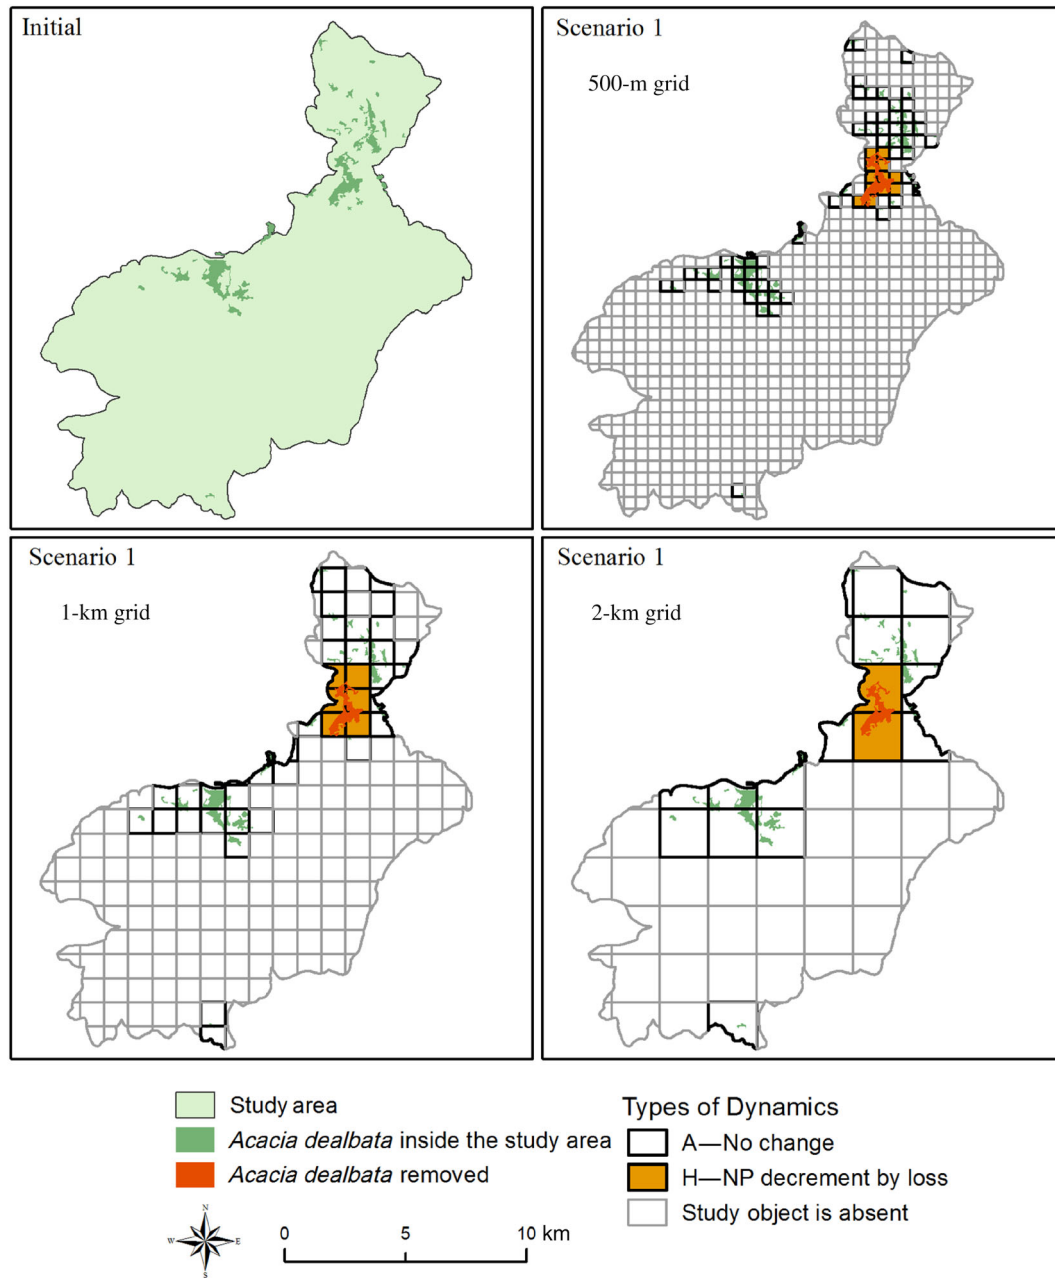 Initial
Scenario 1
500-m grid
Scenario 1
1-km grid
Scenario 1
2-km grid
Study area
Acacia dealbata inside the study area
Acacia dealbata removed
Types of Dynamics
A—No change
H—NP decrement by loss
Study object is absent
N
W
E
S
0
5
10 km